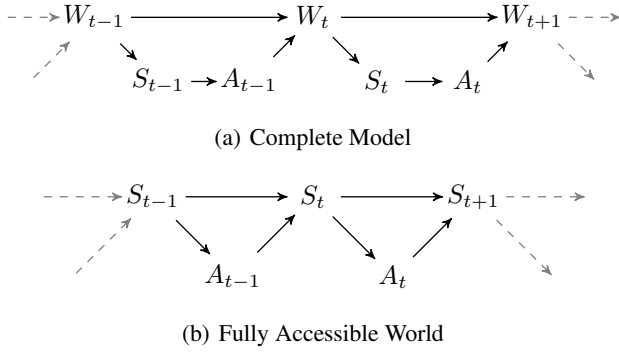 W_{t−1} W_t W_{t+1}
S_{t−1} A_{t−1} S_t A_t
(a) Complete Model
S_{t−1} S_t S_{t+1}
A_{t−1} A_t
(b) Fully Accessible World